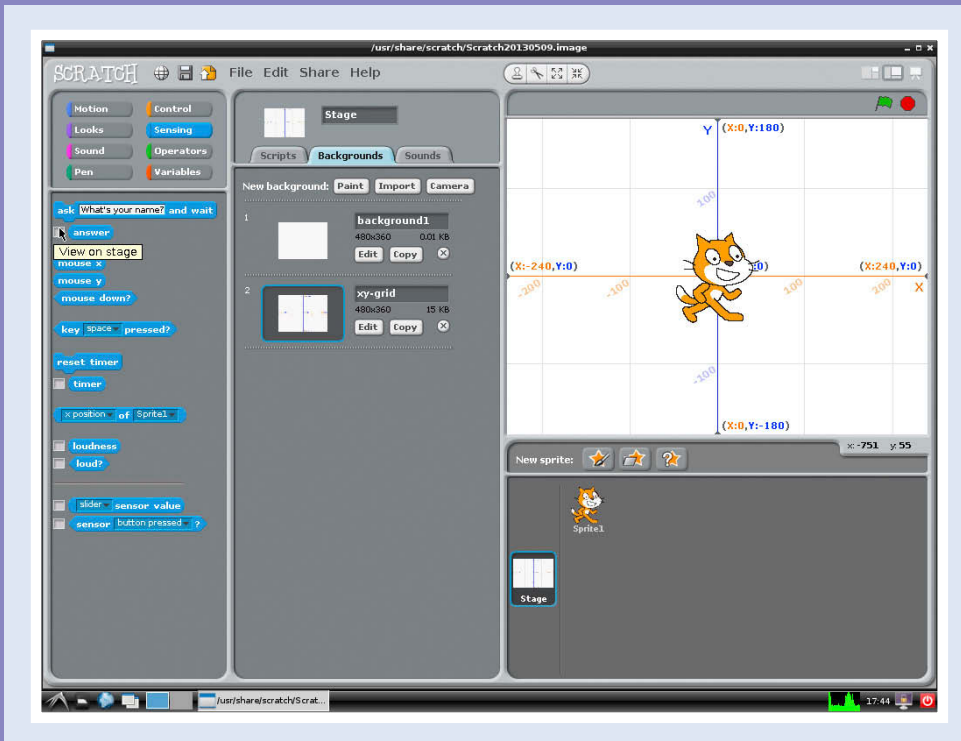 /usr/share/scratch/Scratch20130509.image
SCRATCH File Edit Share Help
Motion Control
Looks Sensing
Sound Operators
Pen Variables
ask What's your name? and wait
answer
View on stage
mouse x
mouse y
mouse down?
key space pressed?
reset timer
timer
x position of Sprite1
loudness
loud?
slider sensor value
sensor button pressed ?
Stage
Scripts Backgrounds Sounds
New background: Paint Import Camera
1 background1
480x360 0.01 KB
Edit Copy
2 xy-grid
480x360 15 KB
Edit Copy
Y (X:0,Y:180)
100
(X:-240,Y:0) :0) (X:240,Y:0)
-200 -100 100 200 X
-100
(X:0,Y:-180)
x: -751 y: 55
New sprite:
Sprite1
Stage
/usr/share/scratch/Scrat...
17:44